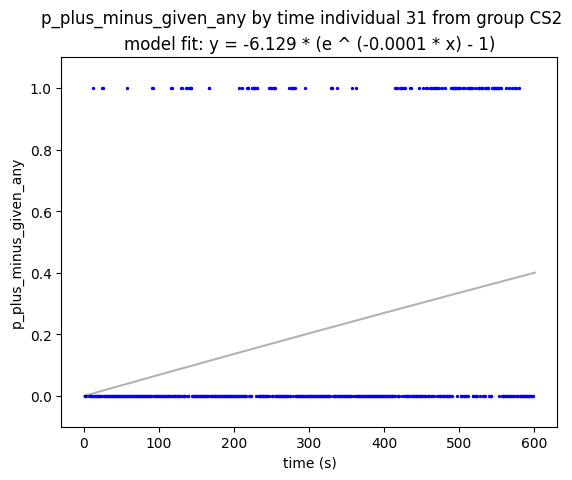 p_plus_minus_given_any by time individual 31 from group CS2
model fit: y = -6.129 * (e ^ (-0.0001 * x) - 1)
1.0
0.8
0.6
0.4
0.2
0.0
p_plus_minus_given_any
0 100 200 300 400 500 600
time (s)